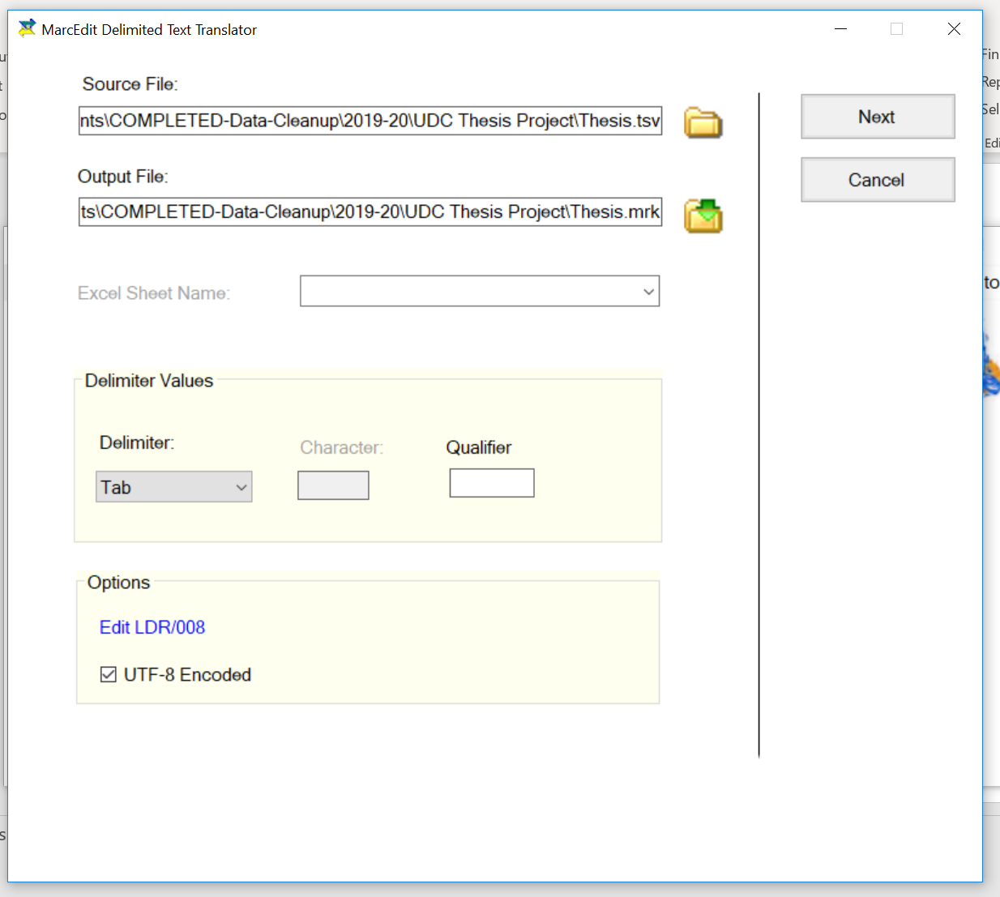 MarcEdit Delimited Text Translator
Source File:
nts\COMPLETED-Data-Cleanup\2019-20\UDC Thesis Project\Thesis.tsv
Next
Cancel
Output File:
ts\COMPLETED-Data-Cleanup\2019-20\UDC Thesis Project\Thesis.mrk
Excel Sheet Name:
Delimiter Values
Delimiter:
Character:
Qualifier
Tab
Options
Edit LDR/008
UTF-8 Encoded
Fin
Rep
Sel
Edi
to